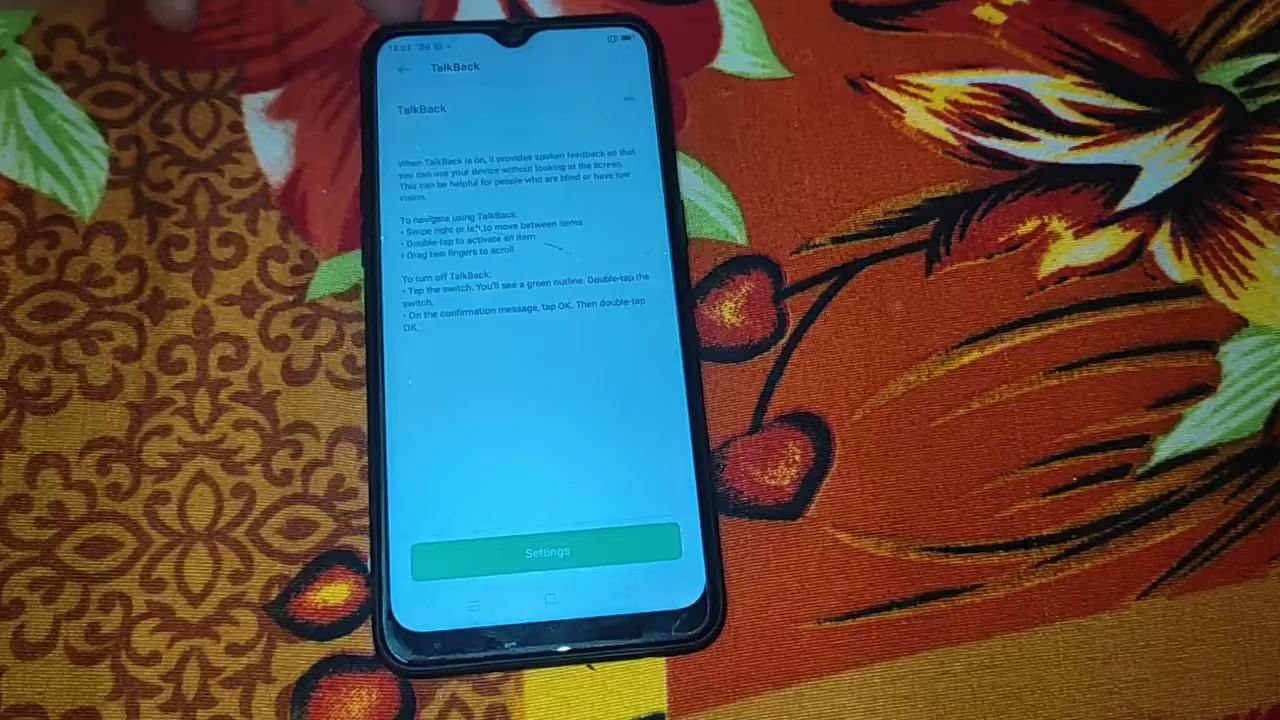 TalkBack
TalkBack
When TalkBack is on, it provides spoken feedback so that
you can use your device without looking at the screen.
This can be helpful for people who are blind or have low
vision.
To navigate using TalkBack:
• Swipe right or left to move between items
• Double-tap to activate an item
• Drag two fingers to scroll
To turn off TalkBack:
• Tap the switch. You'll see a green outline. Double-tap the
switch.
• On the confirmation message, tap OK. Then double-tap
OK.
Settings